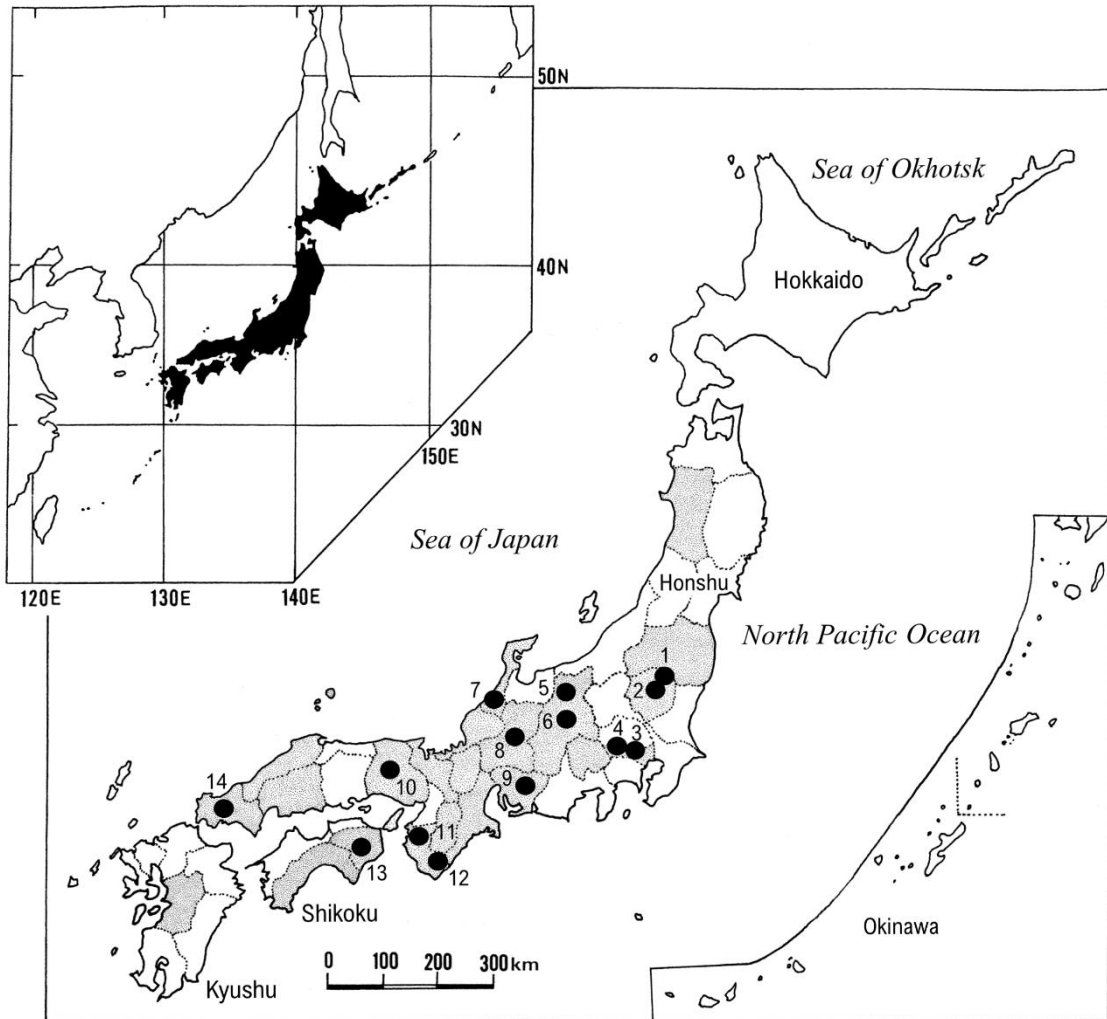 50N
40N
30N
150E
120E
130E
140E
Sea of Okhotsk
Hokkaido
Sea of Japan
Honshu
North Pacific Ocean
1
2
3
4
5
6
7
8
9
10
11
12
13
14
Shikoku
Kyushu
Okinawa
0 100 200 300 km